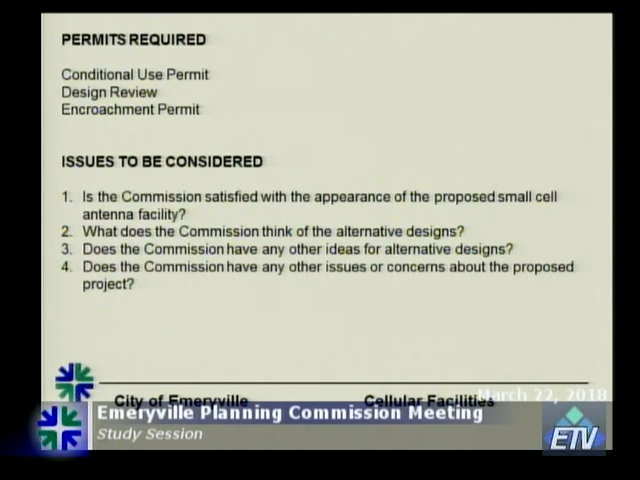 PERMITS REQUIRED
Conditional Use Permit
Design Review
Encroachment Permit
ISSUES TO BE CONSIDERED
1. Is the Commission satisfied with the appearance of the proposed small cell
antenna facility?
2. What does the Commission think of the alternative designs?
3. Does the Commission have any other ideas for alternative designs?
4. Does the Commission have any other issues or concerns about the proposed
project?
March 22, 2018
City of Emeryville Cellular Facilities
Emeryville Planning Commission Meeting
Study Session
ETV